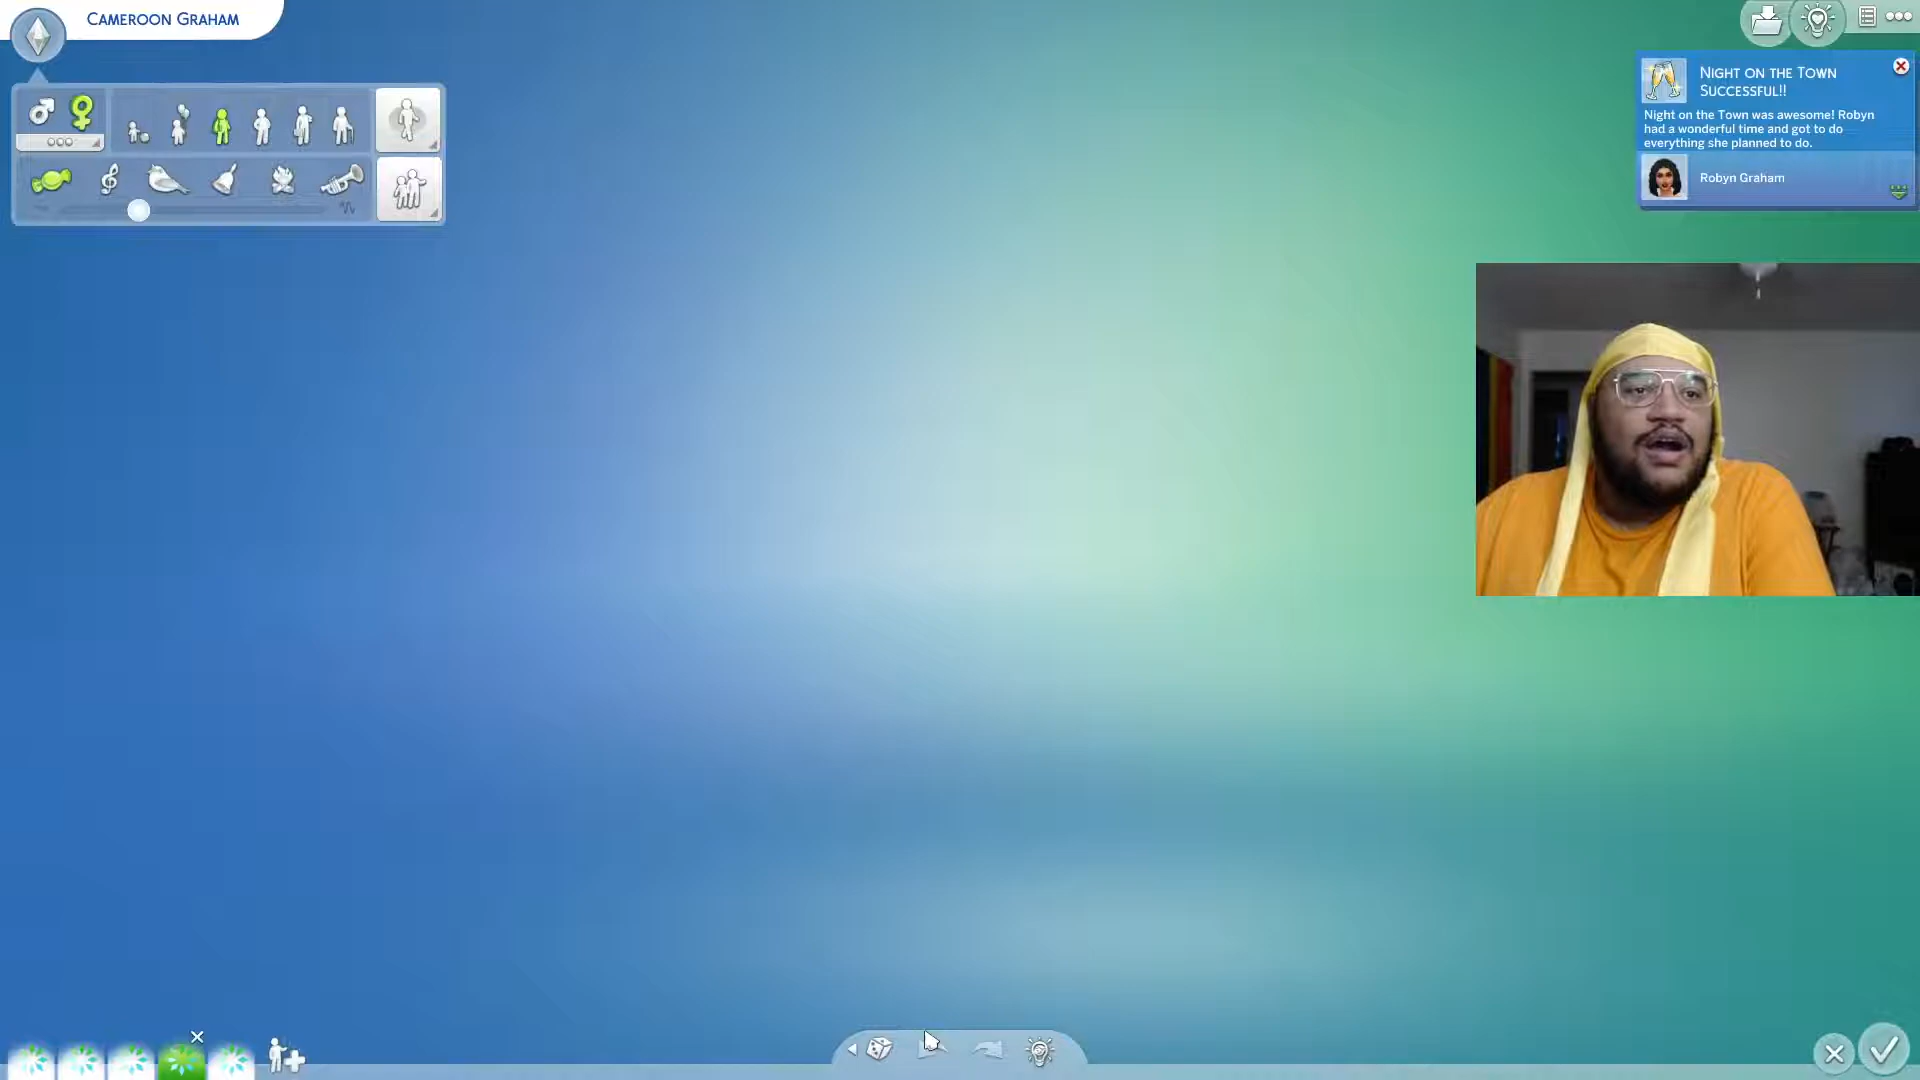 CAMEROON GRAHAM
NIGHT ON THE TOWN
SUCCESSFUL!!
Night on the Town was awesome! Robyn
had a wonderful time and got to do
everything she planned to do.
Robyn Graham